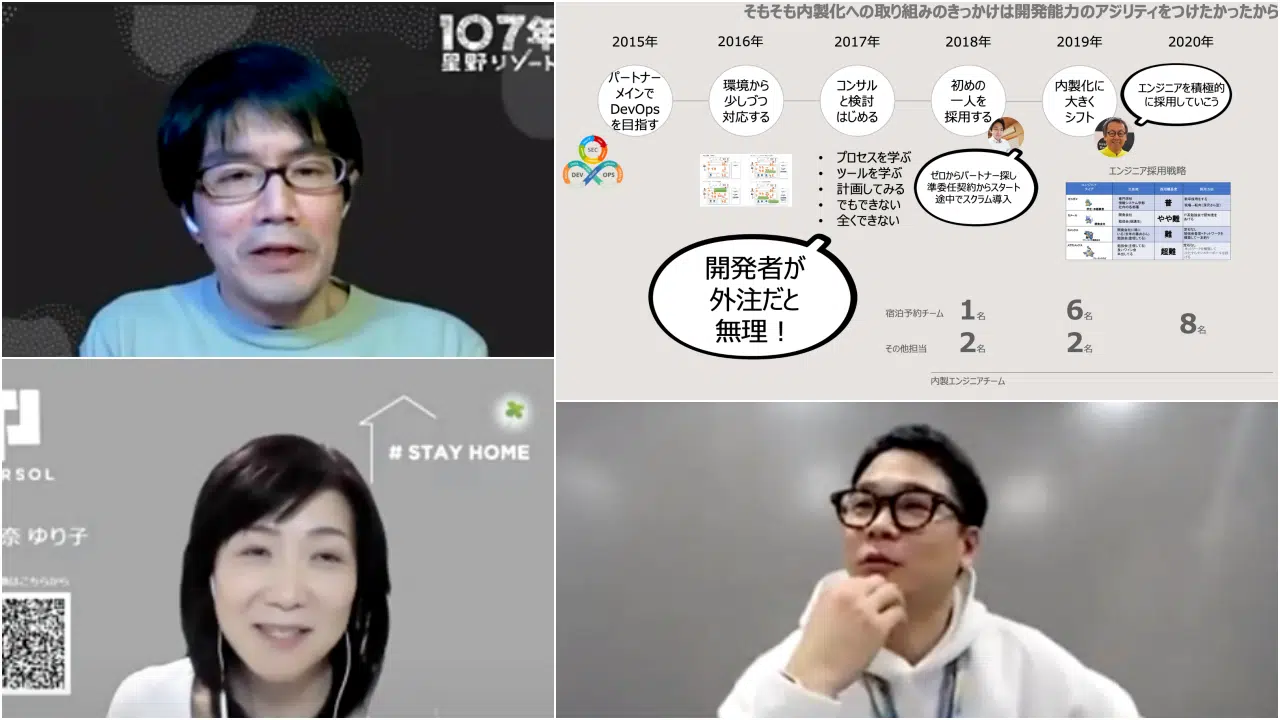 107年
星野リゾート
そもそも内製化への取り組みのきっかけは開発能力のアジリティをつけたかったから
2015年
2016年
2017年
2018年
2019年
2020年
パートナー
メインで
DevOps
を目指す
環境から
少しづつ
対応する
コンサル
と検討
はじめる
初めの
一人を
採用する
内製化に
大きく
シフト
エンジニアを積極的
に採用していこう
SEC
DEV
OPS
• プロセスを学ぶ
• ツールを学ぶ
• 計画してみる
• でもできない
• 全くできない
ゼロからパートナー探し
準委任契約からスタート
途中でスクラム導入
エンジニア採用戦略
普
やや難
難
超難
開発者が
外注だと
無理！
宿泊予約チーム
1名
6名
8名
その他担当
2名
2名
内製エンジニアチーム
RSOL
# STAY HOME
奈 ゆり子
はこちらから